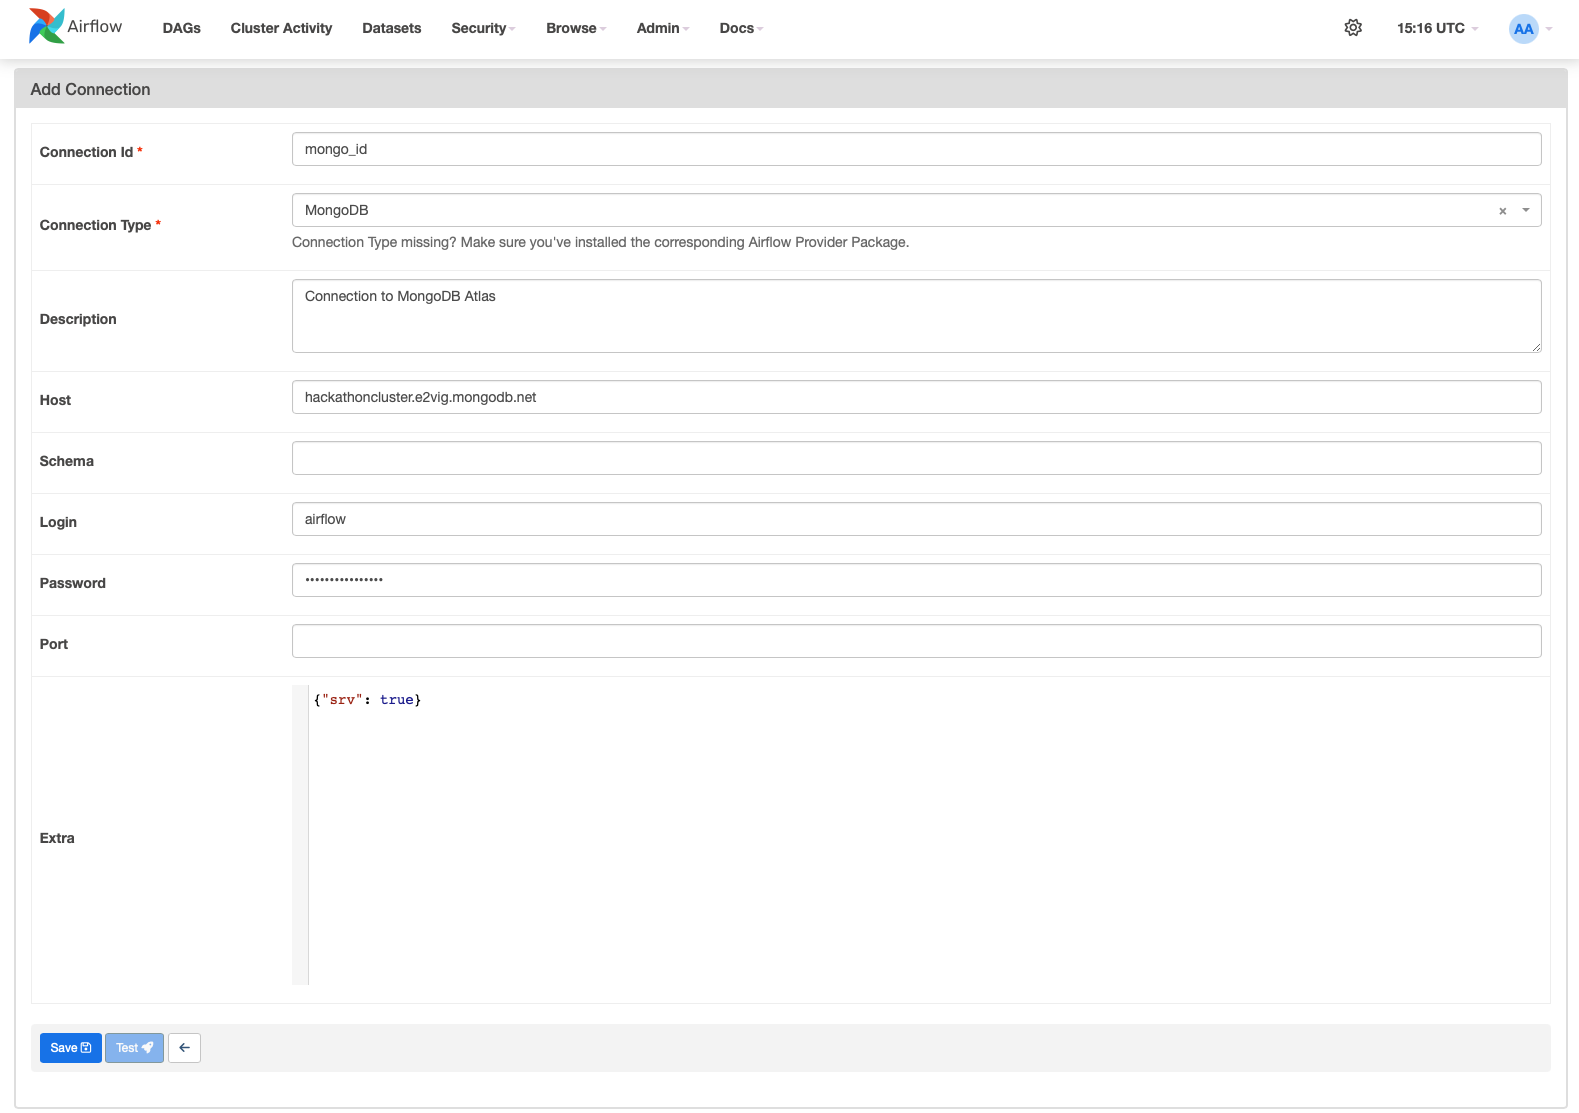 Airflow DAGs Cluster Activity Datasets Security Browse Admin Docs 15:16 UTC AA
Add Connection
Connection Id * mongo_id
Connection Type * MongoDB × 
Connection Type missing? Make sure you've installed the corresponding Airflow Provider Package.
Description Connection to MongoDB Atlas
Host hackathoncluster.e2vig.mongodb.net
Schema
Login airflow
Password ••••••••••••••••
Port
Extra {"srv": true}
Save Test